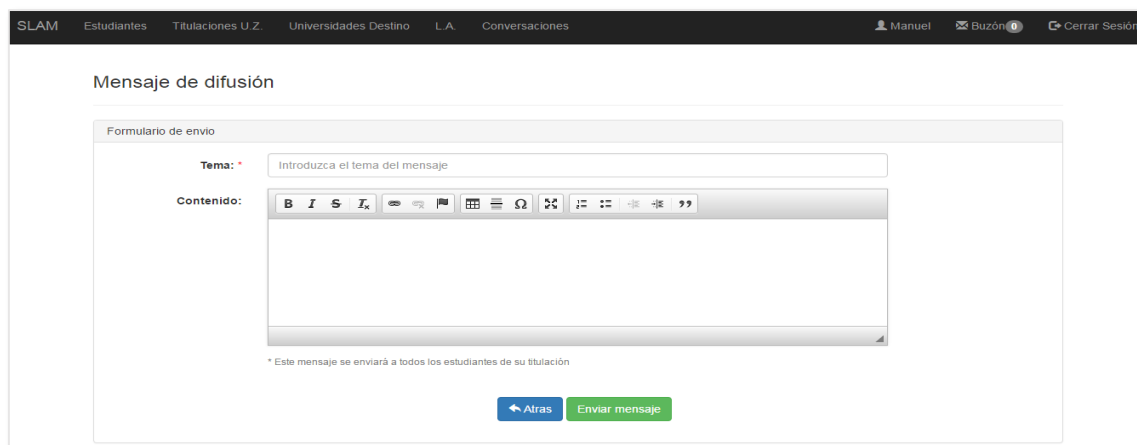 SLAM Estudiantes Titulaciones U.Z. Universidades Destino L.A. Conversaciones Manuel Buzón 0 Cerrar Sesión
Mensaje de difusión
Formulario de envio
Tema: * Introduzca el tema del mensaje
Contenido: B I S Ix Ω
* Este mensaje se enviará a todos los estudiantes de su titulación
Atras Enviar mensaje